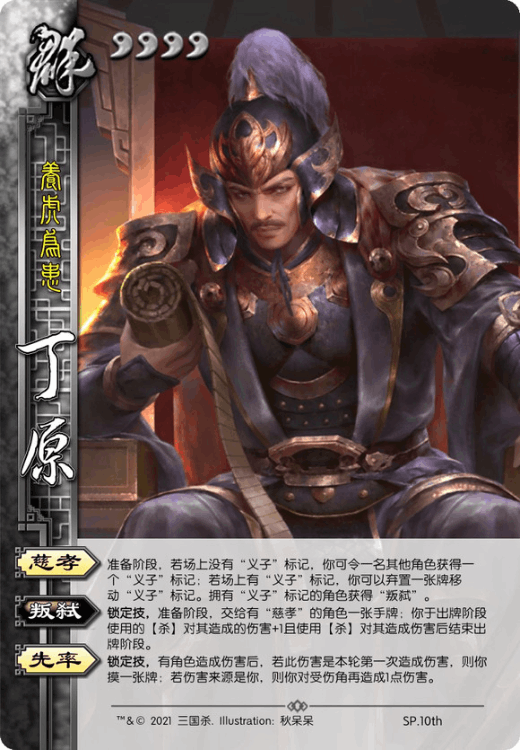 群
養虎為患
丁原
慈孝
准备阶段,若场上没有“义子”标记,你可令一名其他角色获得一
个“义子”标记;若场上有“义子”标记,你可以弃置一张牌移
动“义子”标记。拥有“义子”标记的角色获得“叛弑”。
叛弑
锁定技,准备阶段,交给有“慈孝”的角色一张手牌;你于出牌阶段
使用的【杀】对其造成的伤害+1且使用【杀】对其造成伤害后结束出
牌阶段。
先率
锁定技,有角色造成伤害后,若此伤害是本轮第一次造成伤害,则你
摸一张牌;若伤害来源是你,则你对受伤角再造成1点伤害。
™&© 2021 三国杀. Illustration: 秋呆呆
SP.10th